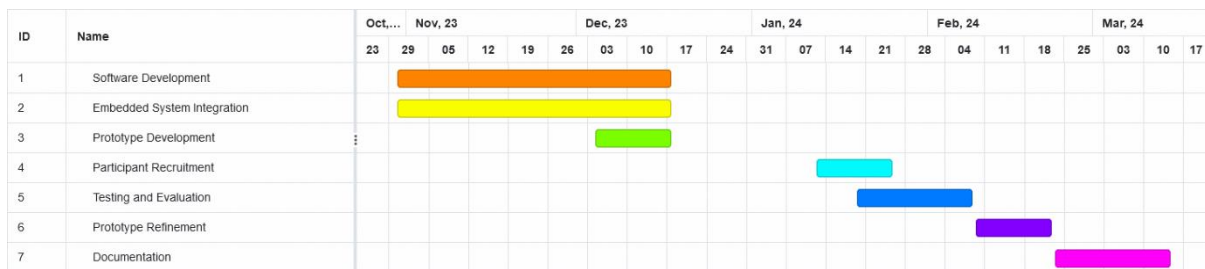 ID Name Oct,... Nov, 23 Dec, 23 Jan, 24 Feb, 24 Mar, 24
23 29 05 12 19 26 03 10 17 24 31 07 14 21 28 04 11 18 25 03 10 17
1 Software Development
2 Embedded System Integration
3 Prototype Development
4 Participant Recruitment
5 Testing and Evaluation
6 Prototype Refinement
7 Documentation